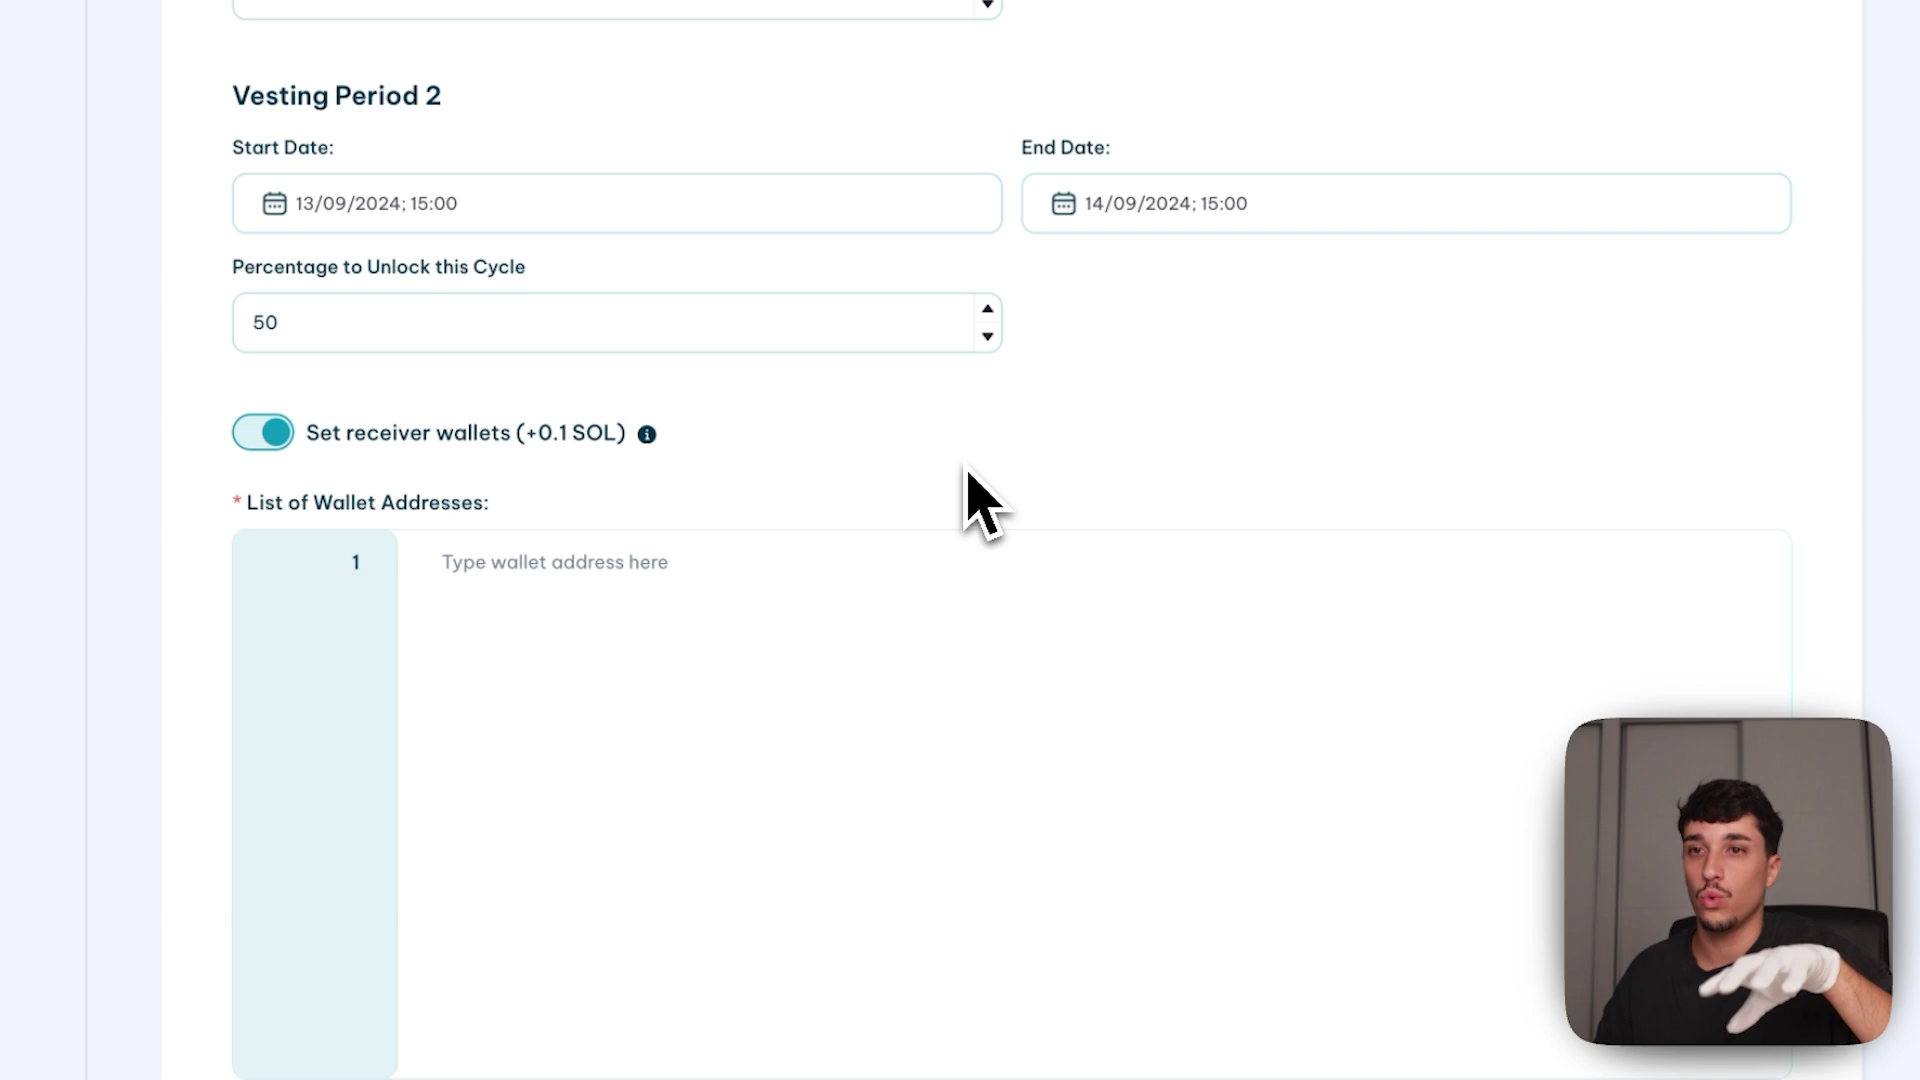 Vesting Period 2
Start Date:
End Date:
13/09/2024; 15:00
14/09/2024; 15:00
Percentage to Unlock this Cycle
50
Set receiver wallets (+0.1 SOL)
* List of Wallet Addresses:
1
Type wallet address here